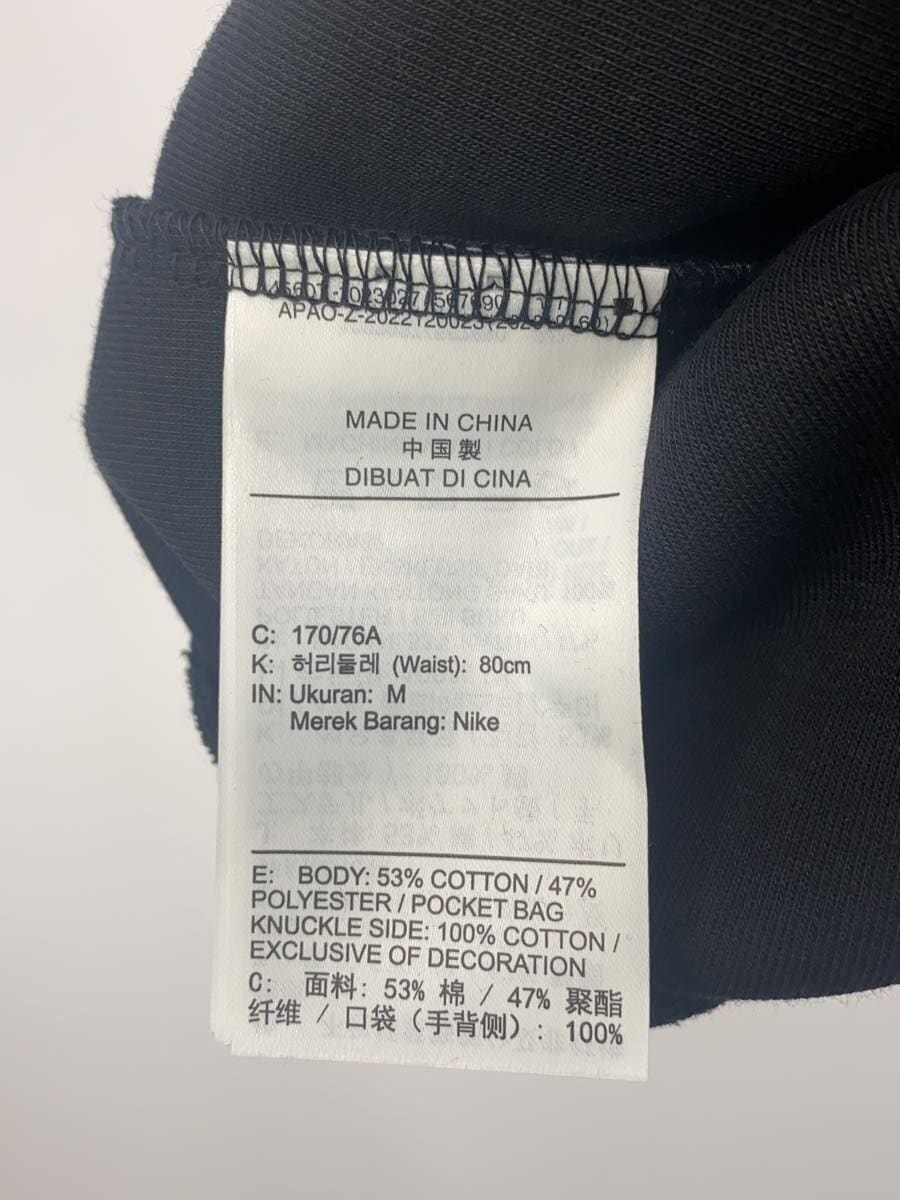 MADE IN CHINA
中国製
DIBUAT DI CINA
C: 170/76A
K: 허리둘레 (Waist): 80cm
IN: Ukuran: M
Merek Barang: Nike
E: BODY: 53% COTTON / 47%
POLYESTER / POCKET BAG
KNUCKLE SIDE: 100% COTTON /
EXCLUSIVE OF DECORATION
C: 面料: 53% 棉 / 47% 聚酯
纤维 / 口袋（手背侧）: 100%